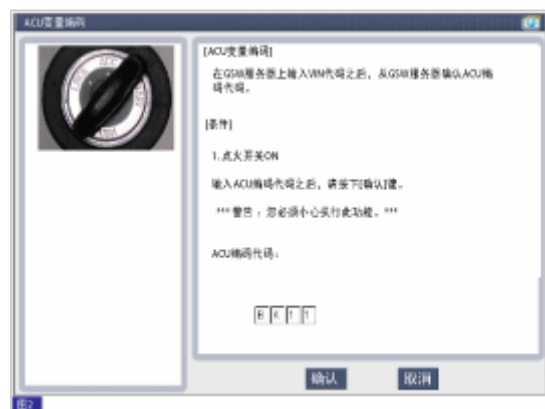 ACU变量编码
[ACU变量编码]
在GSW服务器上输入VIN代码之后，从GSW服务器确认ACU编
码代码。
[条件]
1.点火开关ON
输入ACU编码代码之后，请按下[确认]键。
***警告：您必须小心执行此功能。***
ACU编码代码：
确认 取消
图2